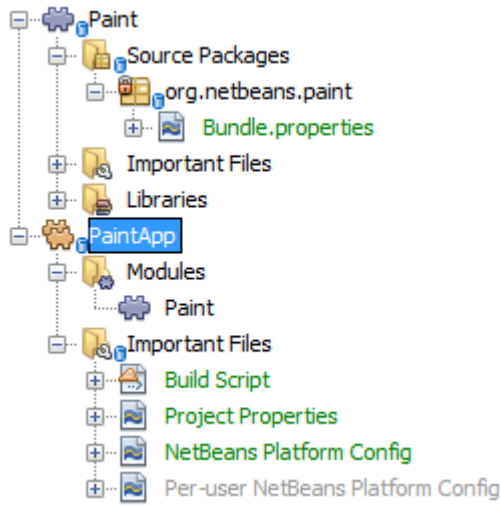 Paint
Source Packages
org.netbeans.paint
Bundle.properties
Important Files
Libraries
PaintApp
Modules
Paint
Important Files
Build Script
Project Properties
NetBeans Platform Config
Per-user NetBeans Platform Config